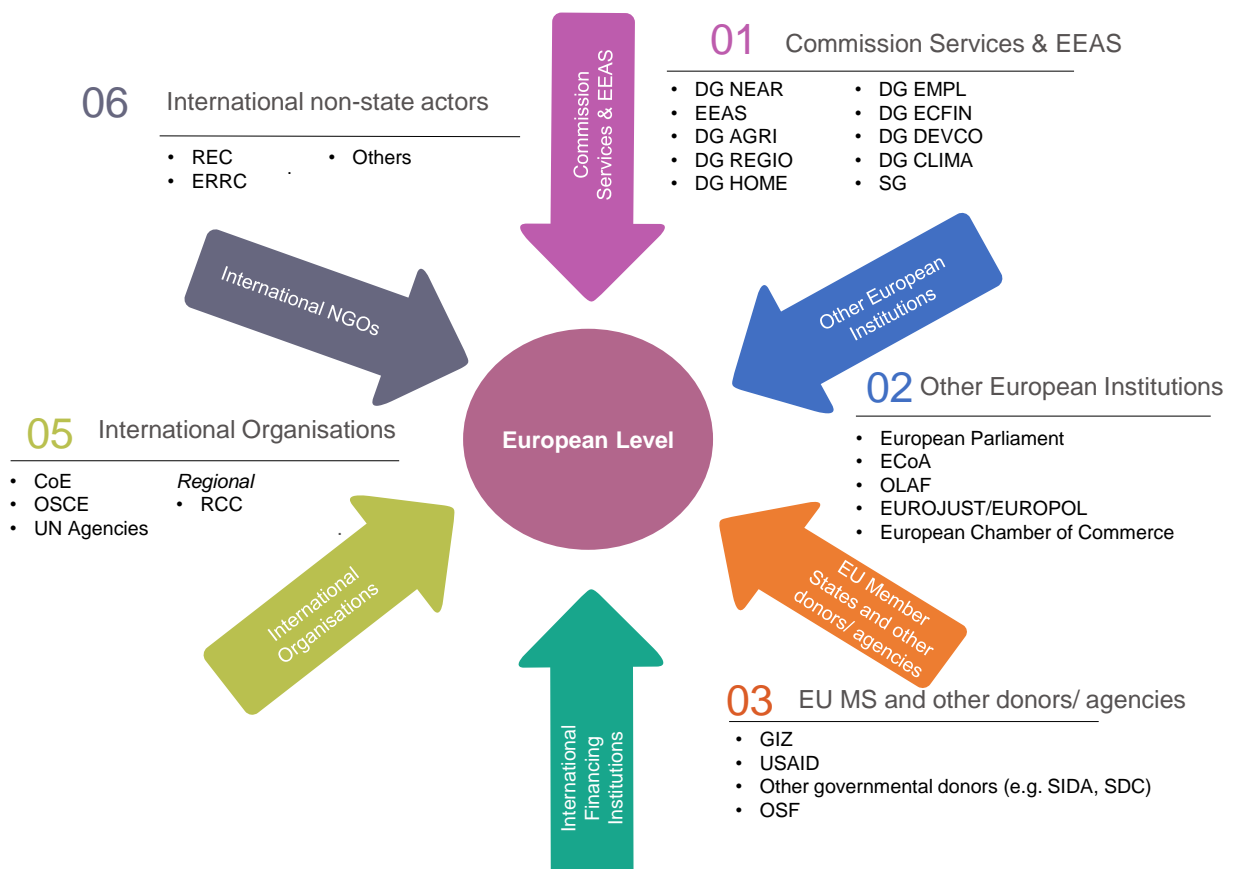 01 Commission Services & EEAS
• DG NEAR
• EEAS
• DG AGRI
• DG REGIO
• DG HOME
• DG EMPL
• DG ECFIN
• DG DEVCO
• DG CLIMA
• SG
Commission
Services & EEAS
06 International non-state actors
• REC
• ERRC
• Others
.
International NGOs
Other European
Institutions
02 Other European Institutions
• European Parliament
• ECoA
• OLAF
• EUROJUST/EUROPOL
• European Chamber of Commerce
European Level
05 International Organisations
• CoE
• OSCE
• UN Agencies
Regional
• RCC
.
International
Organisations
EU Member
States and other
donors/ agencies
03 EU MS and other donors/ agencies
• GIZ
• USAID
• Other governmental donors (e.g. SIDA, SDC)
• OSF
International
Financing
Institutions